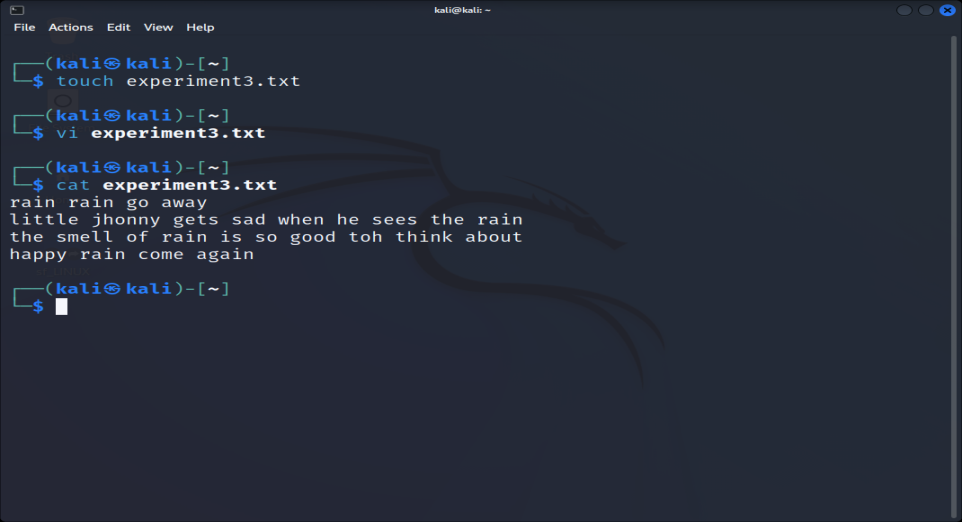 kali@kali: ~
File Actions Edit View Help
┌──(kali㉿kali)-[~]
└─$ touch experiment3.txt
┌──(kali㉿kali)-[~]
└─$ vi experiment3.txt
┌──(kali㉿kali)-[~]
└─$ cat experiment3.txt
rain rain go away
little jhonny gets sad when he sees the rain
the smell of rain is so good toh think about
happy rain come again
┌──(kali㉿kali)-[~]
└─$